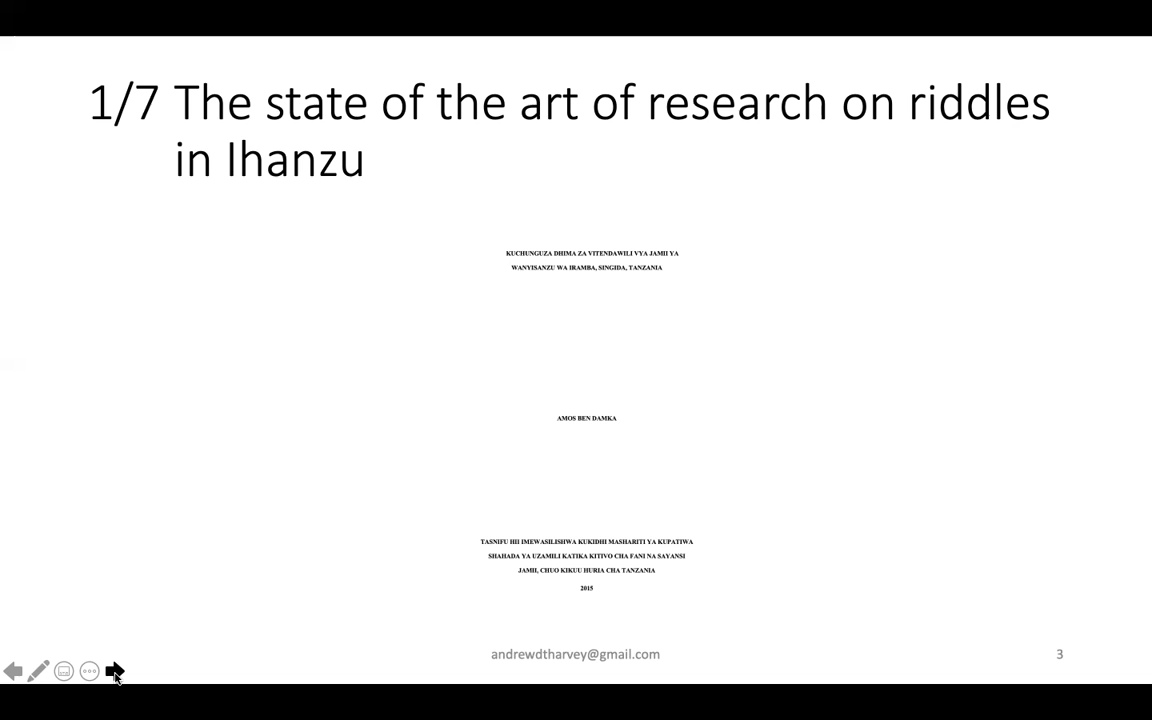 1/7 The state of the art of research on riddles
in Ihanzu
KUCHUNGUZA DHIMA ZA VITENDAWILI VYA JAMII YA
WANYISANZU WA IRAMBA, SINGIDA, TANZANIA
AMOS BEN DAMKA
TASNIFU HII IMEWASILISHWA KUKIDHI MASHARITI YA KUPATIWA
SHAHADA YA UZAMILI KATIKA KITIVO CHA FANI NA SAYANSI
JAMII, CHUO KIKUU HURIA CHA TANZANIA
2015
andrewdtharvey@gmail.com
3